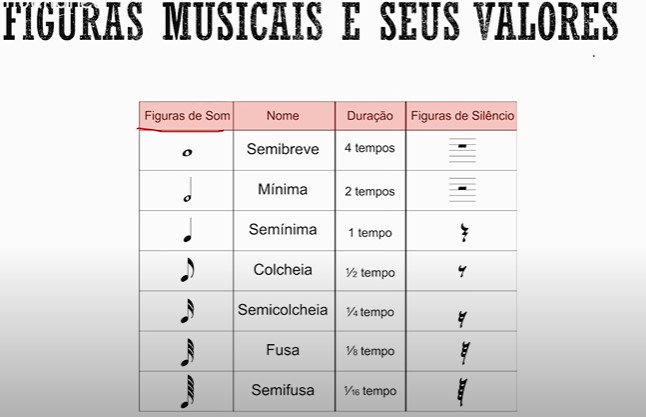 FIGURAS MUSICAIS E SEUS VALORES
Figuras de Som Nome Duração Figuras de Silêncio
Semibreve 4 tempos
Mínima 2 tempos
Semínima 1 tempo
Colcheia ½ tempo
Semicolcheia ¼ tempo
Fusa ⅛ tempo
Semifusa 1⁄16 tempo